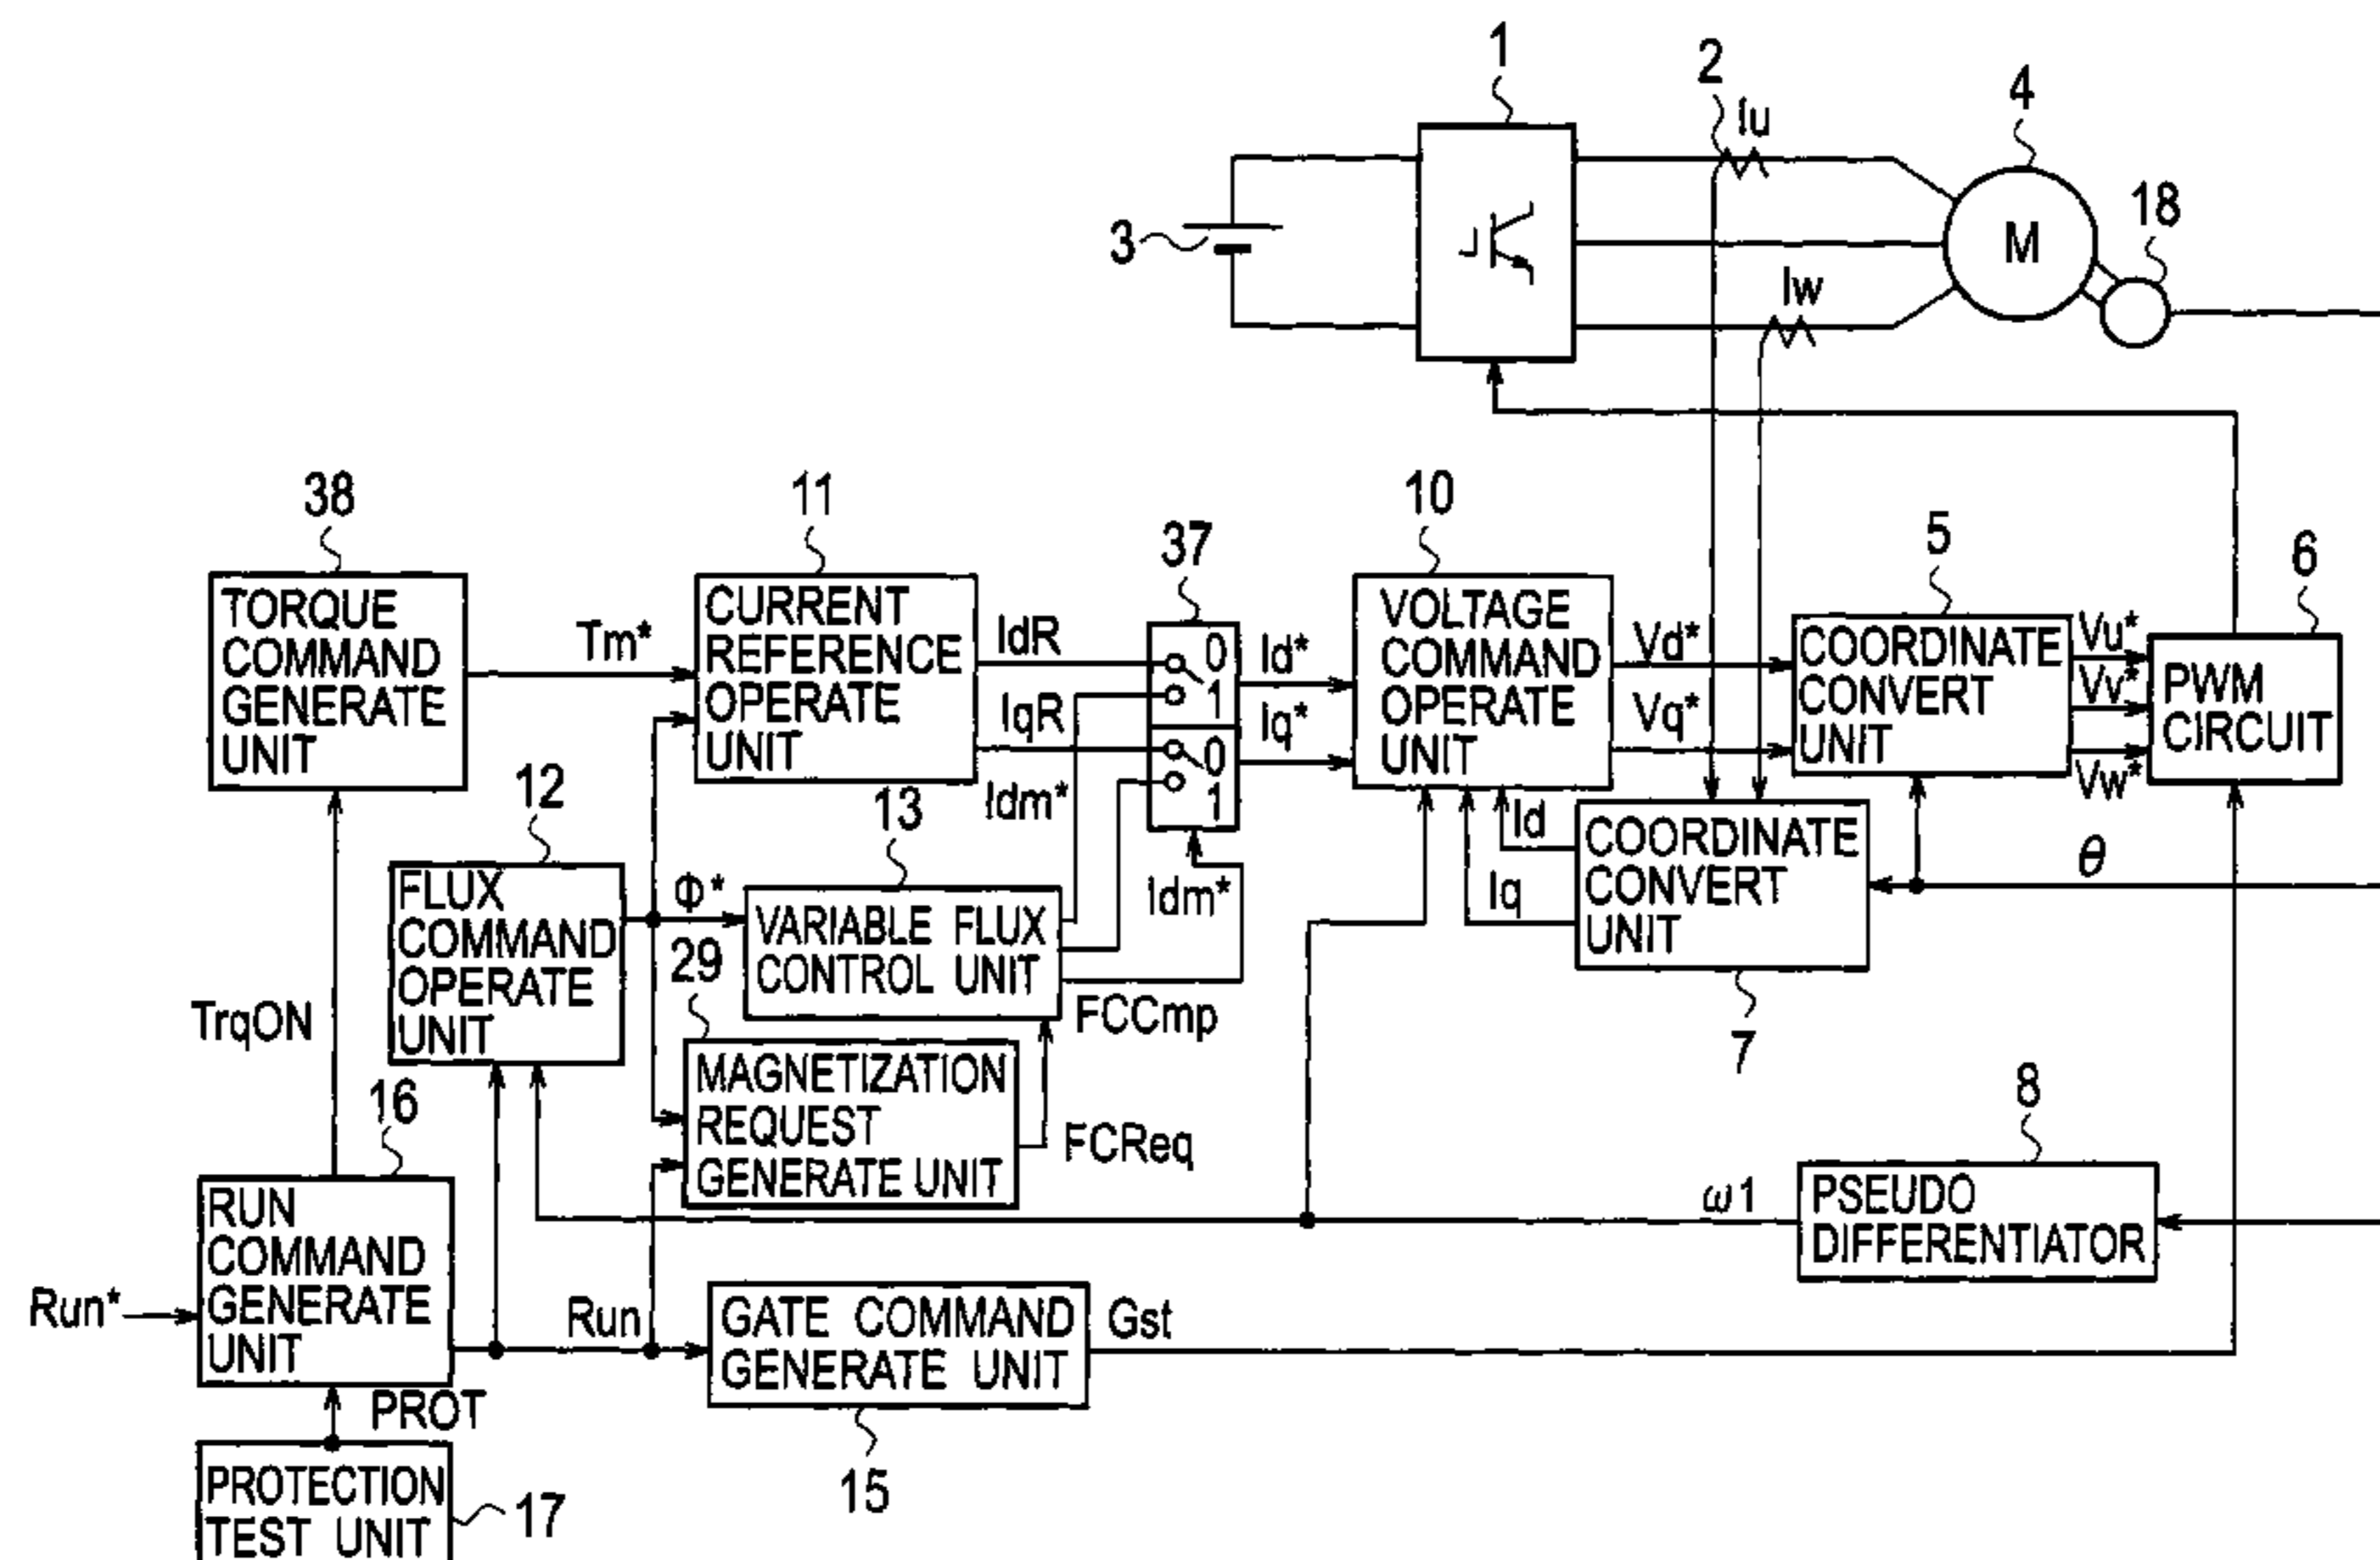 1
2
Iu
4
18
3
M
Iw
38
11
37
10
5
6
TORQUE
COMMAND
GENERATE
UNIT
Tm*
CURRENT
REFERENCE
OPERATE
UNIT
IdR
IqR
0
1
0
1
Id*
Iq*
VOLTAGE
COMMAND
OPERATE
UNIT
Vd*
Vq*
COORDINATE
CONVERT
UNIT
Vu*
Vv*
Vw*
PWM
CIRCUIT
12
Idm*
13
FLUX
COMMAND
OPERATE
UNIT
Φ*
VARIABLE FLUX
CONTROL UNIT
Idm*
Id
Iq
COORDINATE
CONVERT
UNIT
θ
7
29
FCCmp
TrqON
MAGNETIZATION
REQUEST
GENERATE UNIT
FCReq
16
8
RUN
COMMAND
GENERATE
UNIT
ω1
PSEUDO
DIFFERENTIATOR
Run*
Run
GATE COMMAND
GENERATE UNIT
Gst
PROT
15
PROTECTION
TEST UNIT
17